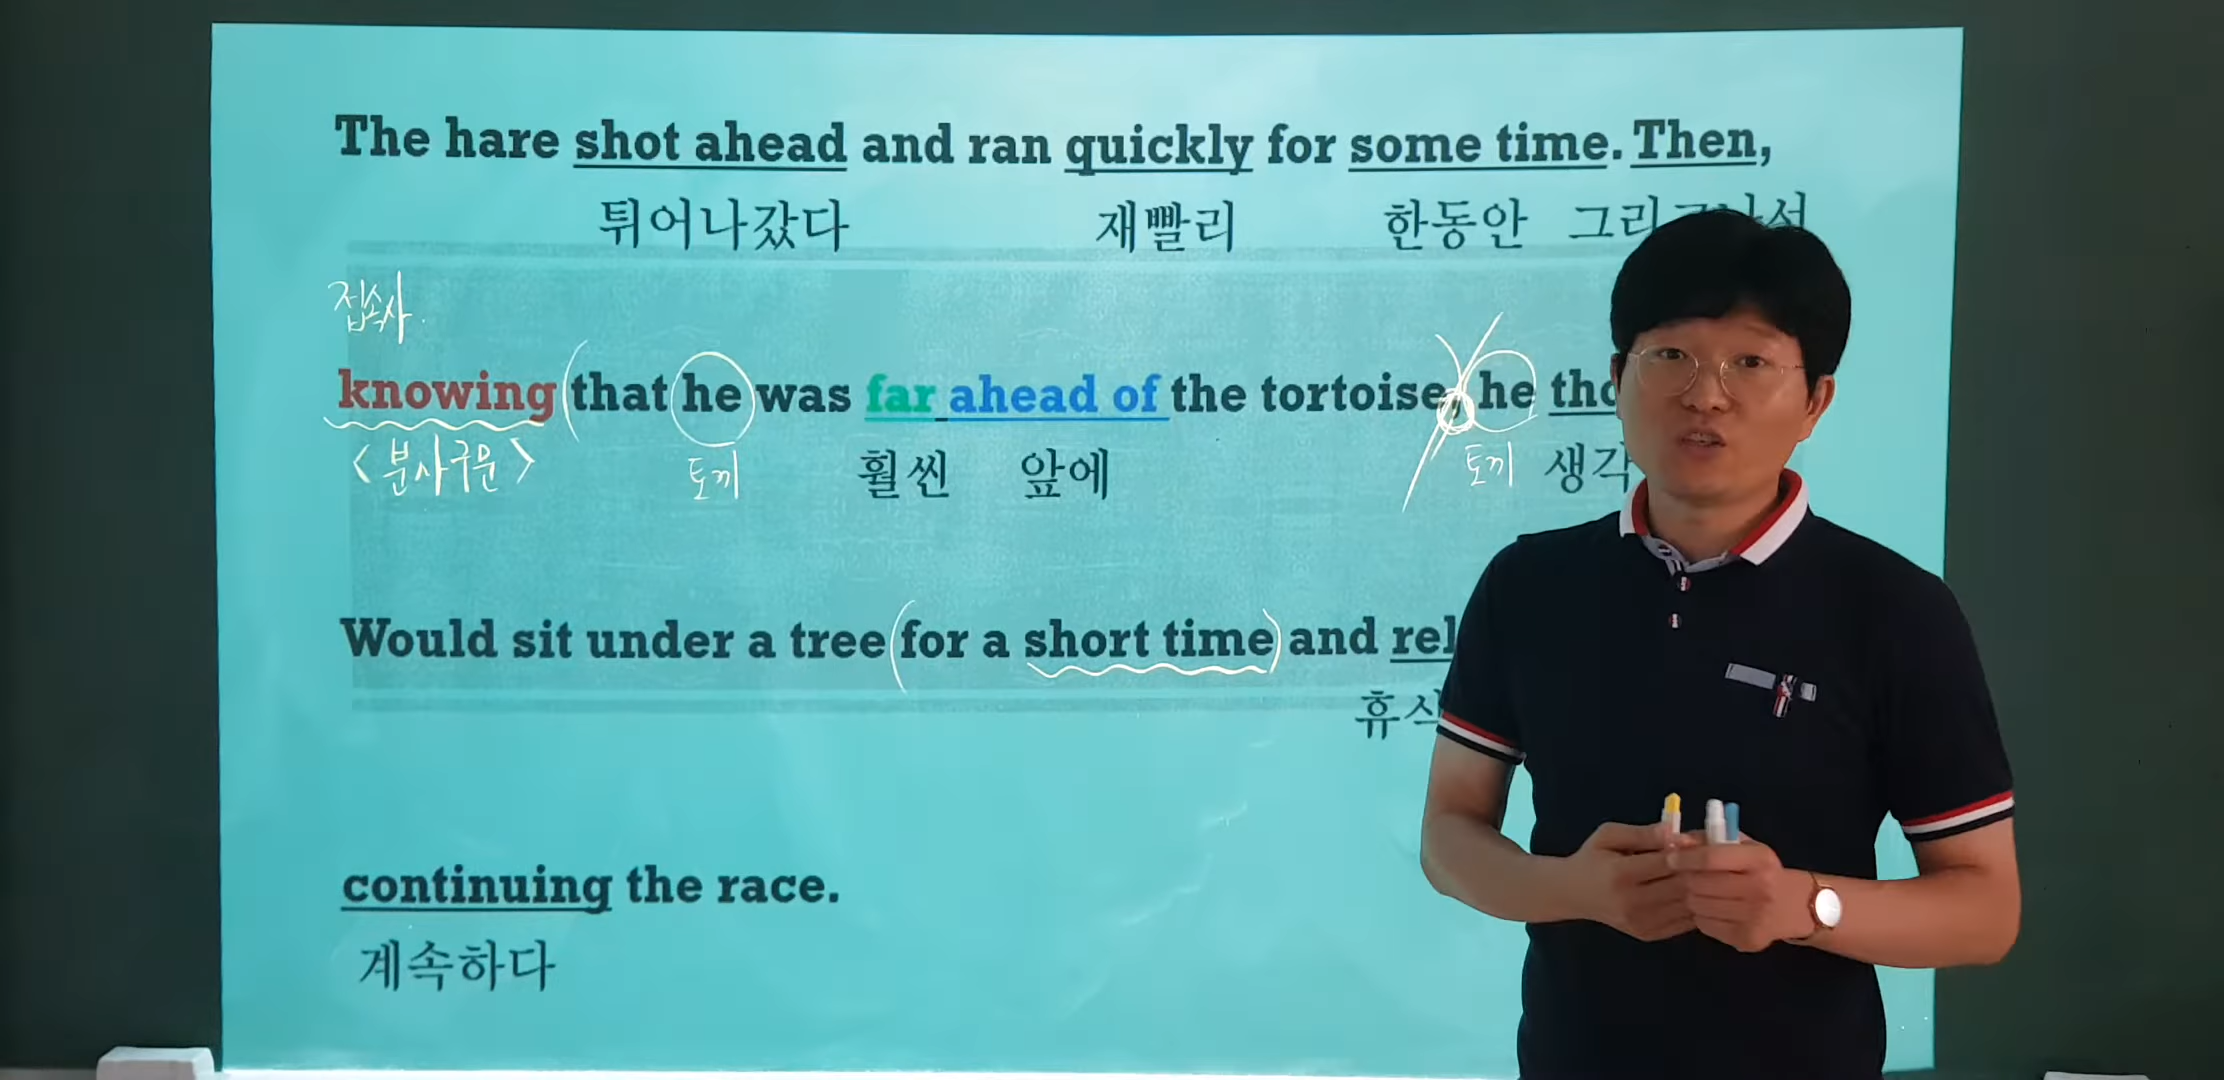 The hare shot ahead and ran quickly for some time. Then,
튀어나갔다 재빨리 한동안
접속사.
knowing (that he was far ahead of the tortoise, he
<분사구문> 토끼 훨씬 앞에 토끼
Would sit under a tree (for a short time) and
continuing the race.
계속하다